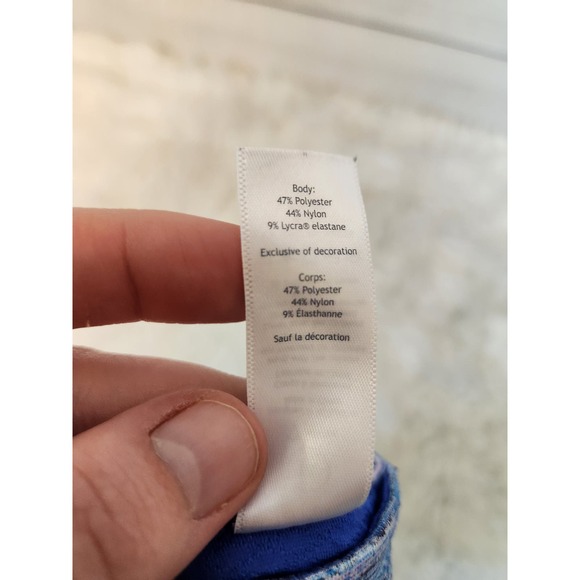 Body:
47% Polyester
44% Nylon
9% Lycra® elastane
Exclusive of decoration
Corps:
47% Polyester
44% Nylon
9% Élasthanne
Sauf la décoration